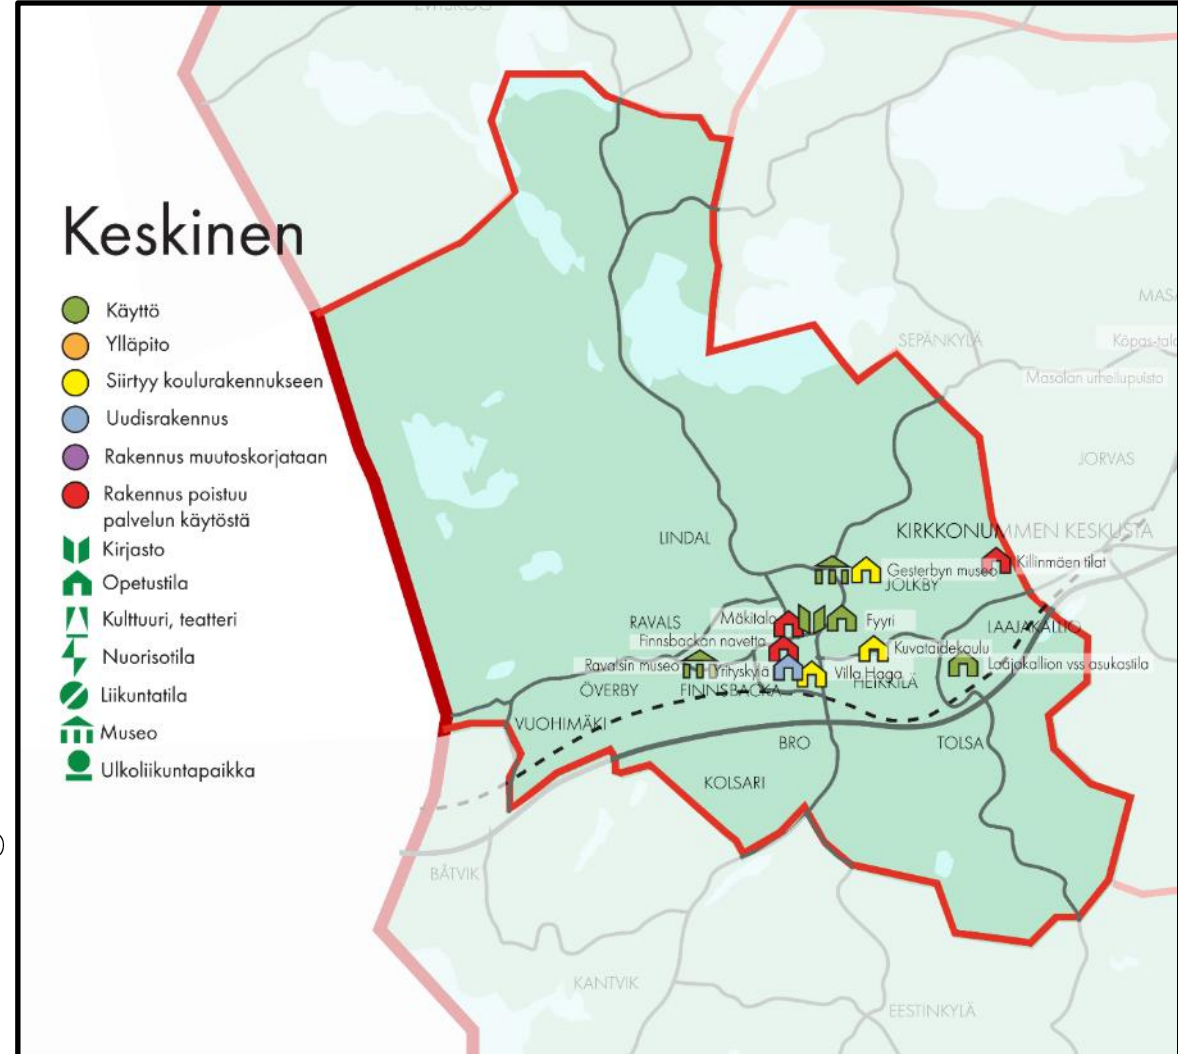 EVITSKOG
Keskinen
Käyttö
Ylläpito
Siirtyy koulurakennukseen
Uudisrakennus
Rakennus muutoskorjataan
Rakennus poistuu
palvelun käytöstä
Kirjasto
Opetustila
Kulttuuri, teatteri
Nuorisotila
Liikuntatila
Museo
Ulkoliikuntapaikka
SEPÄNKYLÄ
Masalan urheilupuisto
JORVAS
LINDAL
KIRKKONUMMEN KESKUSTA
Gesterbyn museo
Killinmäen tilat
JOLKBY
RAVALS
Mäkitalo
Fyyri
LAAJAKALLIO
Finnsbackan navetta
Kuvataidekoulu
Ravalsin museo
Yrityskylä
Villa Haga
Laajakallion vss asukastila
ÖVERBY
FINNSBACKA
HEIKKILÄ
VUOHIMÄKI
BRO
TOLSA
KOLSARI
BÅTVIK
KANTVIK
EESTINKYLÄ